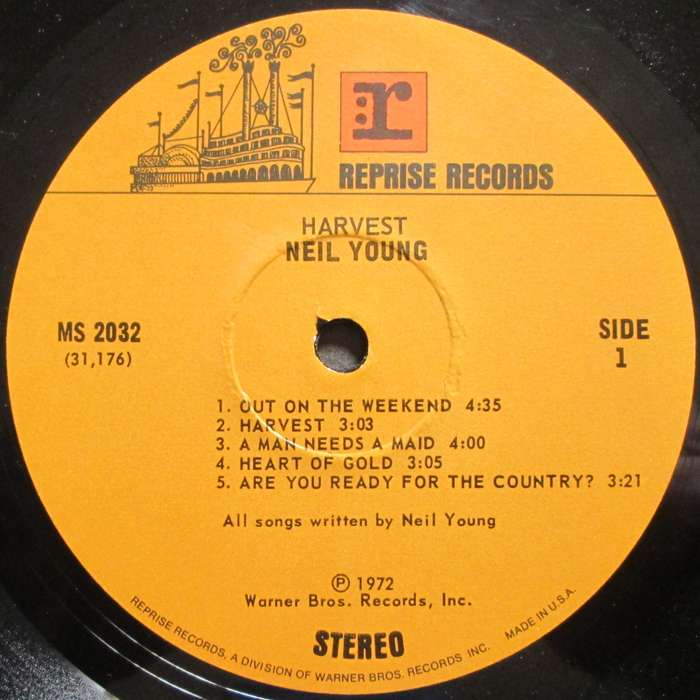 :r
REPRISE RECORDS
HARVEST
NEIL YOUNG
MS 2032
(31,176)
SIDE
1
1. OUT ON THE WEEKEND 4:35
2. HARVEST 3:03
3. A MAN NEEDS A MAID 4:00
4. HEART OF GOLD 3:05
5. ARE YOU READY FOR THE COUNTRY? 3:21
All songs written by Neil Young
Ⓟ 1972
Warner Bros. Records, Inc.
STEREO
REPRISE RECORDS, A DIVISION OF WARNER BROS. RECORDS INC. MADE IN U.S.A.